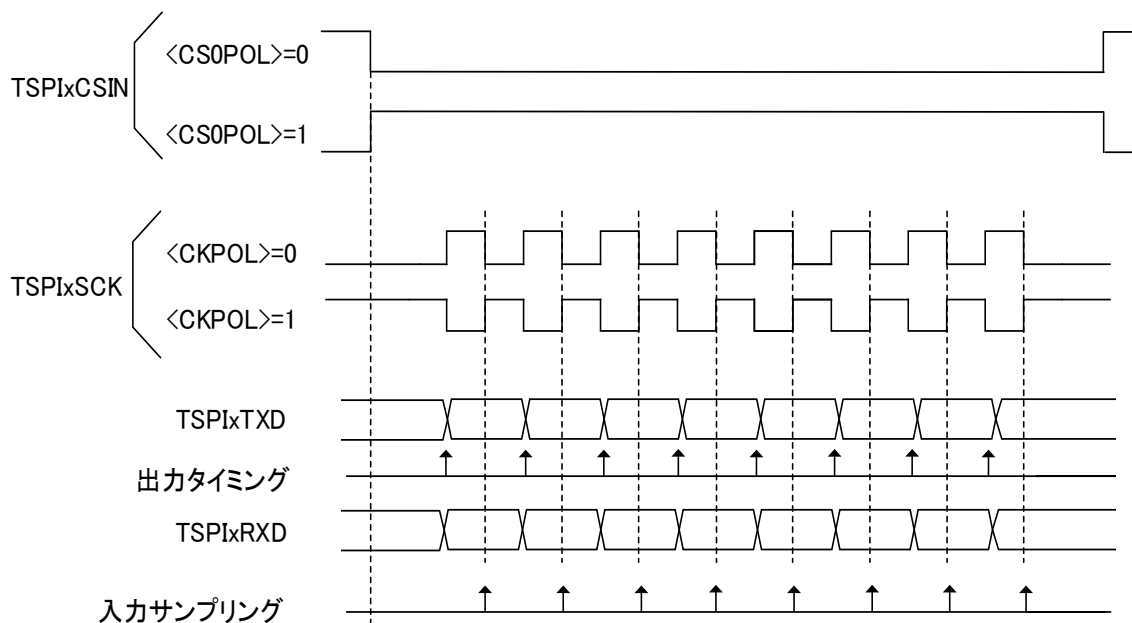 <CS0POL>=0
TSPIxCSIN
<CS0POL>=1
<CKPOL>=0
TSPIxSCK
<CKPOL>=1
TSPIxTXD
出力タイミング
TSPIxRXD
入力サンプリング